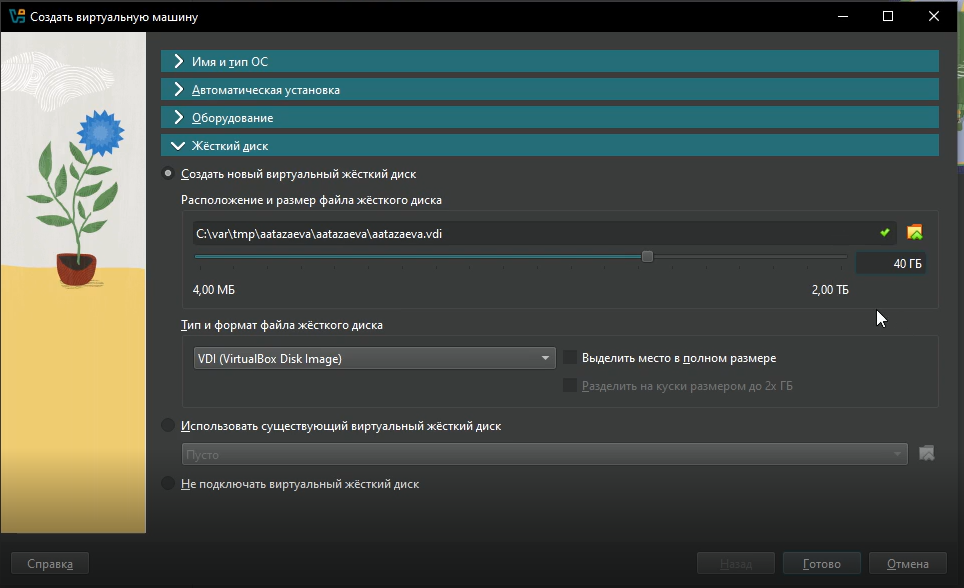 Создать виртуальную машину
Имя и тип ОС
Автоматическая установка
Оборудование
Жёсткий диск
Создать новый виртуальный жёсткий диск
Расположение и размер файла жёсткого диска
C:\var\tmp\aatazaeva\aatazaeva\aatazaeva.vdi
40 ГБ
4,00 МБ 2,00 ТБ
Тип и формат файла жёсткого диска
VDI (VirtualBox Disk Image) Выделить место в полном размере
Разделить на куски размером до 2х ГБ
Использовать существующий виртуальный жёсткий диск
Пусто
Не подключать виртуальный жёсткий диск
Справка Назад Готово Отмена